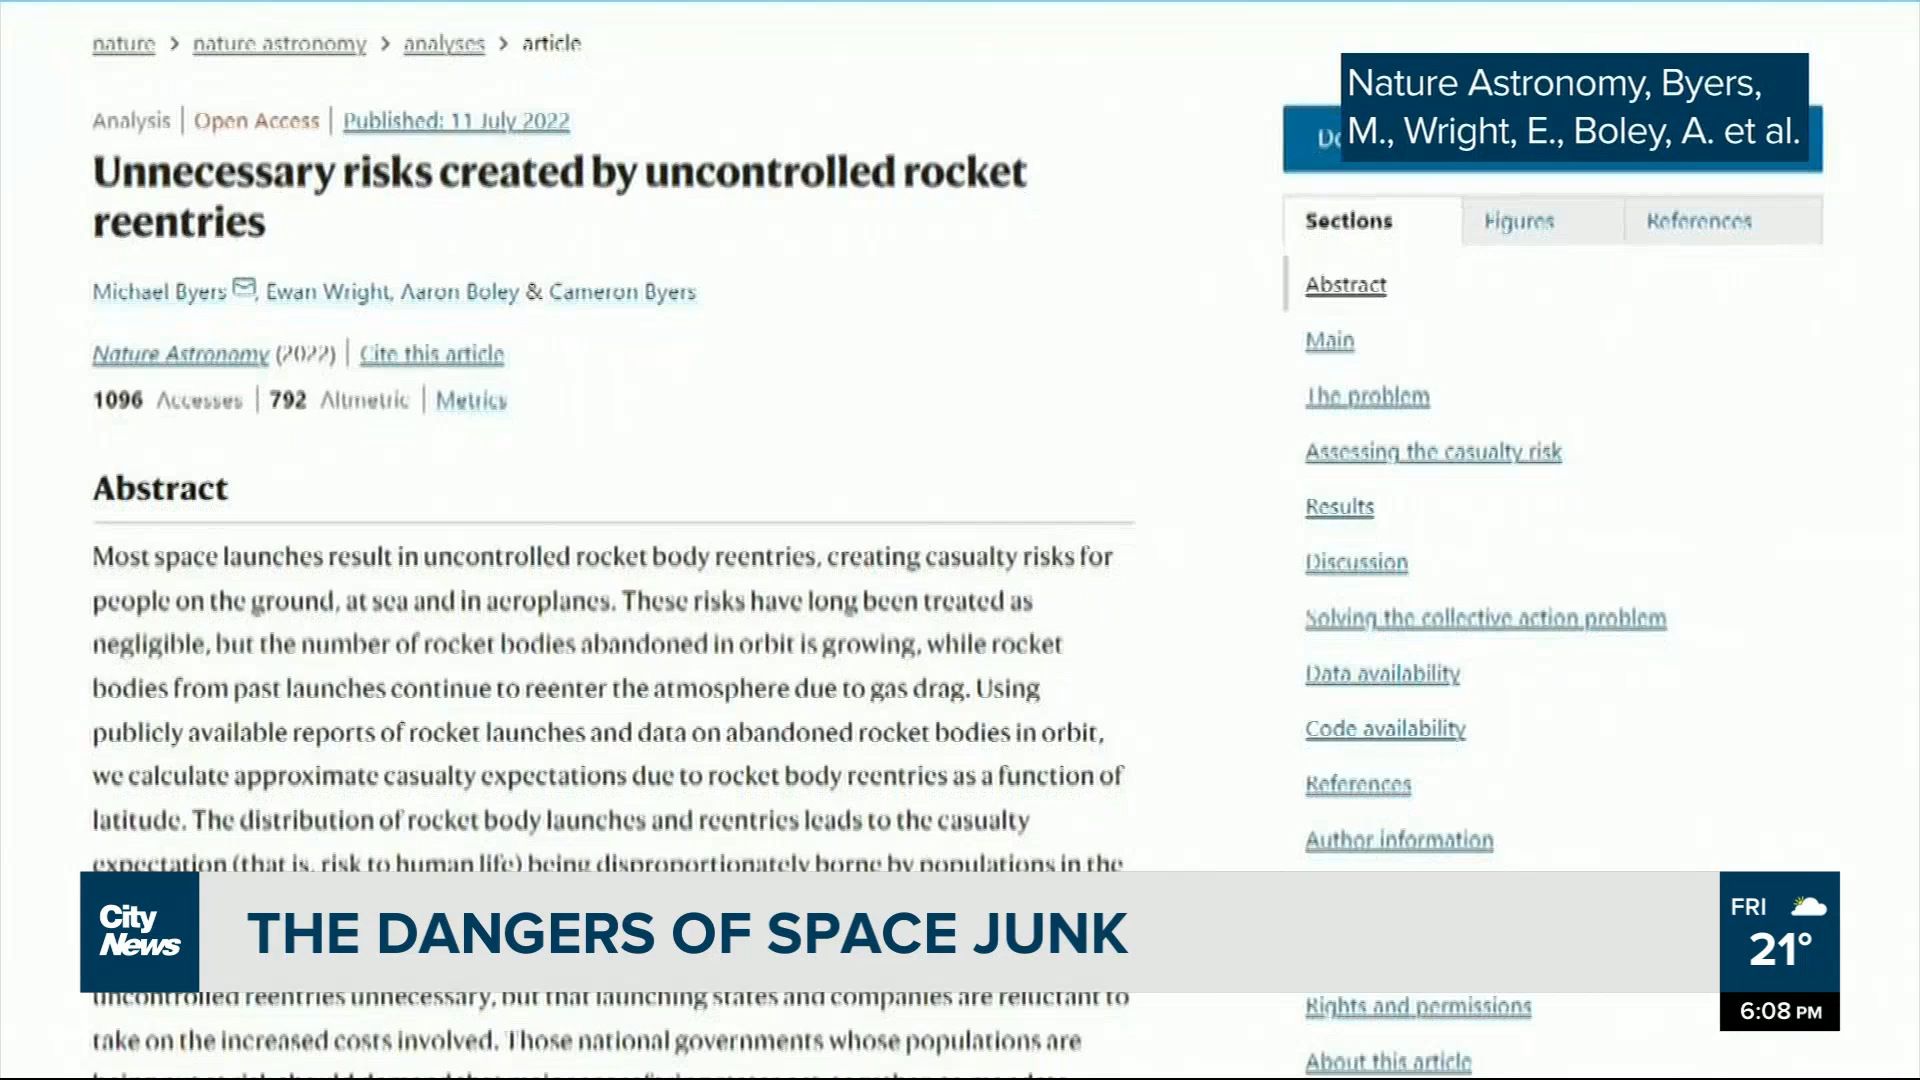 nature > nature astronomy > analyses > article
Analysis | Open Access | Published: 11 July 2022
Unnecessary risks created by uncontrolled rocket
reentries
Michael Byers, Ewan Wright, Aaron Boley & Cameron Byers
Nature Astronomy (2022) | Cite this article
1096 Accesses | 792 Altmetric | Metrics
Abstract
Most space launches result in uncontrolled rocket body reentries, creating casualty risks for
people on the ground, at sea and in aeroplanes. These risks have long been treated as
negligible, but the number of rocket bodies abandoned in orbit is growing, while rocket
bodies from past launches continue to reenter the atmosphere due to gas drag. Using
publicly available reports of rocket launches and data on abandoned rocket bodies in orbit,
we calculate approximate casualty expectations due to rocket body reentries as a function of
latitude. The distribution of rocket body launches and reentries leads to the casualty
expectation (that is, risk to human life) being disproportionately borne by populations in the
uncontrolled reentries unnecessary, but that launching states and companies are reluctant to
take on the increased costs involved. Those national governments whose populations are
Nature Astronomy, Byers,
M., Wright, E., Boley, A. et al.
Sections
Figures
References
Abstract
Main
The problem
Assessing the casualty risk
Results
Discussion
Solving the collective action problem
Data availability
Code availability
References
Author information
Rights and permissions
About this article
City
News
THE DANGERS OF SPACE JUNK
FRI
21°
6:08 PM